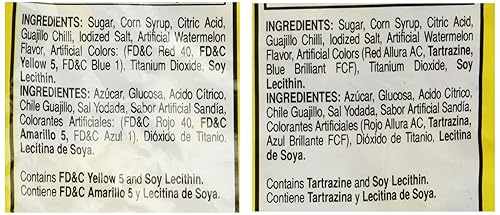 INGREDIENTS: Sugar, Corn Syrup, Citric Acid,
Guajillo Chilli, Iodized Salt, Artificial Watermelon
Flavor, Artificial Colors: (FD&C Red 40, FD&C
Yellow 5, FD&C Blue 1), Titanium Dioxide, Soy
Lecithin.
INGREDIENTES: Azúcar, Glucosa, Acido Cítrico,
Chile Guajillo, Sal Yodada, Sabor Artificial Sandía,
Colorantes Artificiales: (FD&C Rojo 40, FD&C
Amarillo 5, FD&C Azul 1), Dióxido de Titanio, Lecitina
de Soya.
Contains FD&C Yellow 5 and Soy Lecithin.
Contiene FD&C Amarillo 5 y Lecitina de Soya.
INGREDIENTS: Sugar, Corn Syrup, Citric Acid,
Guajillo Chilli, Iodized Salt, Artificial Watermelon
Flavor, Artificial Colors (Red Allura AC, Tartrazine,
Blue Brilliant FCF), Titanium Dioxide, Soy
Lecithin.
INGREDIENTES: Azúcar, Glucosa, Acido Cítrico,
Chile Guajillo, Sal Yodada, Sabor Artificial Sandía,
Colorantes Artificiales (Rojo Allura AC, Tartrazina,
Azul Brillante FCF), Dióxido de Titanio, Lecitina
de Soya.
Contains Tartrazine and Soy Lecithin.
Contiene Tartrazina y Lecitina de Soya.